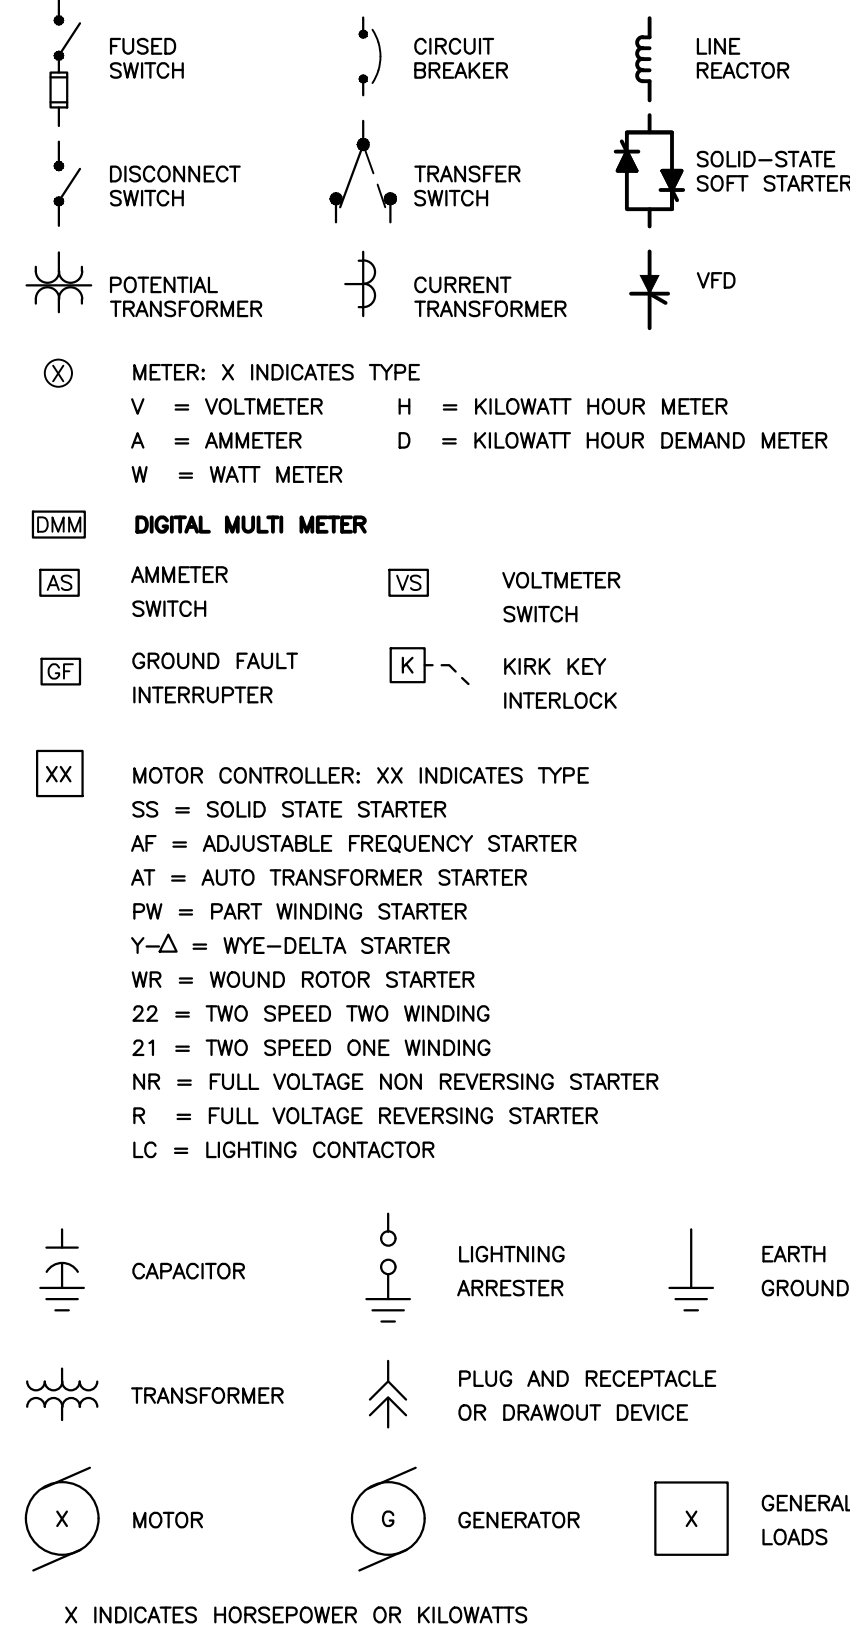 FUSED
SWITCH
CIRCUIT
BREAKER
LINE
REACTOR
DISCONNECT
SWITCH
TRANSFER
SWITCH
SOLID-STATE
SOFT STARTER
POTENTIAL
TRANSFORMER
CURRENT
TRANSFORMER
VFD
X METER: X INDICATES TYPE
V = VOLTMETER H = KILOWATT HOUR METER
A = AMMETER D = KILOWATT HOUR DEMAND METER
W = WATT METER
DMM DIGITAL MULTI METER
AS AMMETER
SWITCH
VS VOLTMETER
SWITCH
GF GROUND FAULT
INTERRUPTER
K KIRK KEY
INTERLOCK
XX MOTOR CONTROLLER: XX INDICATES TYPE
SS = SOLID STATE STARTER
AF = ADJUSTABLE FREQUENCY STARTER
AT = AUTO TRANSFORMER STARTER
PW = PART WINDING STARTER
Y-△ = WYE-DELTA STARTER
WR = WOUND ROTOR STARTER
22 = TWO SPEED TWO WINDING
21 = TWO SPEED ONE WINDING
NR = FULL VOLTAGE NON REVERSING STARTER
R = FULL VOLTAGE REVERSING STARTER
LC = LIGHTING CONTACTOR
CAPACITOR
LIGHTNING
ARRESTER
EARTH
GROUND
TRANSFORMER
PLUG AND RECEPTACLE
OR DRAWOUT DEVICE
X MOTOR
G GENERATOR
X GENERAL
LOADS
X INDICATES HORSEPOWER OR KILOWATTS